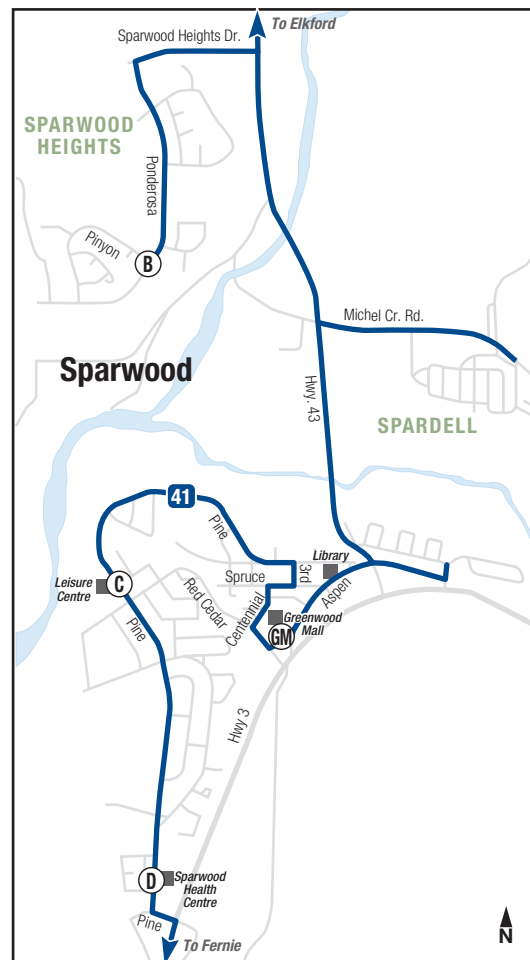 To Elkford
Sparwood Heights Dr.
SPARWOOD
HEIGHTS
Ponderosa
Pinyon
B
Michel Cr. Rd.
Sparwood
Hwy. 43
SPARDELL
41
Pine
Library
3rd
Spruce
Aspen
C
Leisure
Centre
Red Cedar
Centennial
Greenwood
Mall
GM
Pine
Hwy 3
D
Sparwood
Health
Centre
Pine
To Fernie
N